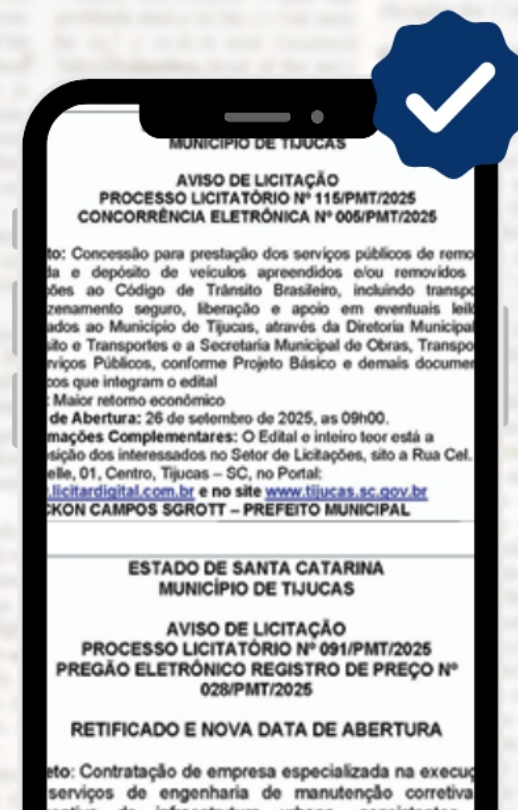 MUNICÍPIO DE TIJUCAS
AVISO DE LICITAÇÃO
PROCESSO LICITATÓRIO Nº 115/PMT/2025
CONCORRÊNCIA ELETRÔNICA Nº 005/PMT/2025
to: Concessão para prestação dos serviços públicos de remo
da e depósito de veículos apreendidos e/ou removidos
ões ao Código de Trânsito Brasileiro, incluindo transpo
zenamento seguro, liberação e apoio em eventuais leil
ados ao Município de Tijucas, através da Diretoria Municipal
sito e Transportes e a Secretaria Municipal de Obras, Transpo
rviços Públicos, conforme Projeto Básico e demais documen
cos que integram o edital
: Maior retorno econômico
de Abertura: 26 de setembro de 2025, as 09h00.
rmações Complementares: O Edital e inteiro teor está a
sição dos interessados no Setor de Licitações, sito a Rua Cel.
elle, 01, Centro, Tijucas – SC, no Portal:
.licitardigital.com.br e no site www.tijucas.sc.gov.br
CKON CAMPOS SGROTT – PREFEITO MUNICIPAL
ESTADO DE SANTA CATARINA
MUNICÍPIO DE TIJUCAS
AVISO DE LICITAÇÃO
PROCESSO LICITATÓRIO Nº 091/PMT/2025
PREGÃO ELETRÔNICO REGISTRO DE PREÇO Nº
028/PMT/2025
RETIFICADO E NOVA DATA DE ABERTURA
eto: Contratação de empresa especializada na execuç
serviços de engenharia de manutenção corretiva